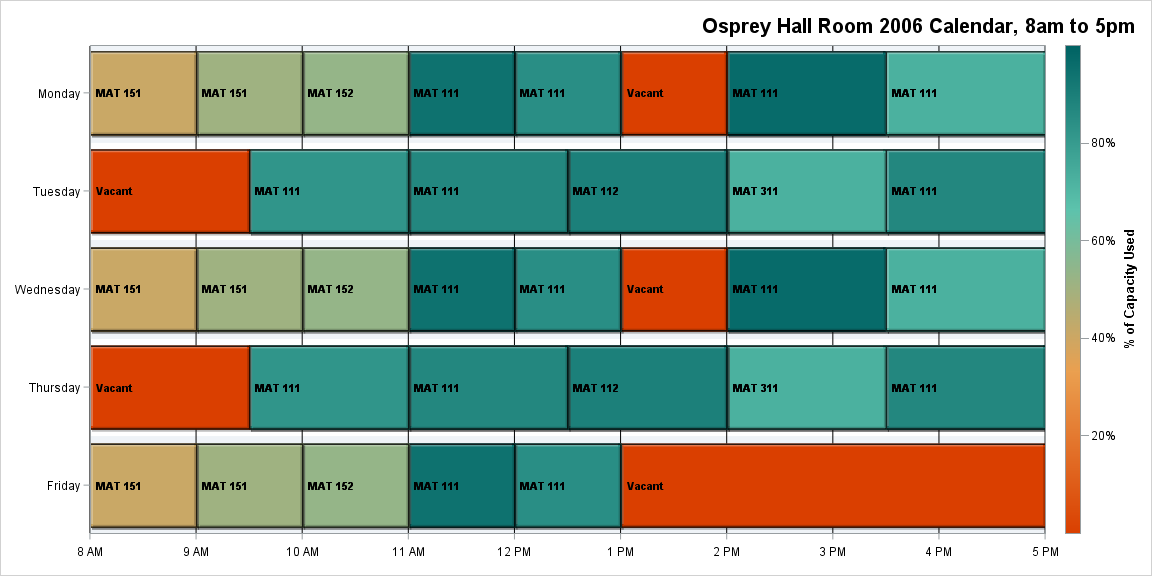 Osprey Hall Room 2006 Calendar, 8am to 5pm
Monday MAT 151 MAT 151 MAT 152 MAT 111 MAT 111 Vacant MAT 111 MAT 111
80%
Tuesday Vacant MAT 111 MAT 111 MAT 112 MAT 311 MAT 111
60%
Wednesday MAT 151 MAT 151 MAT 152 MAT 111 MAT 111 Vacant MAT 111 MAT 111
% of Capacity Used
40%
Thursday Vacant MAT 111 MAT 111 MAT 112 MAT 311 MAT 111
20%
Friday MAT 151 MAT 151 MAT 152 MAT 111 MAT 111 Vacant
8 AM 9 AM 10 AM 11 AM 12 PM 1 PM 2 PM 3 PM 4 PM 5 PM